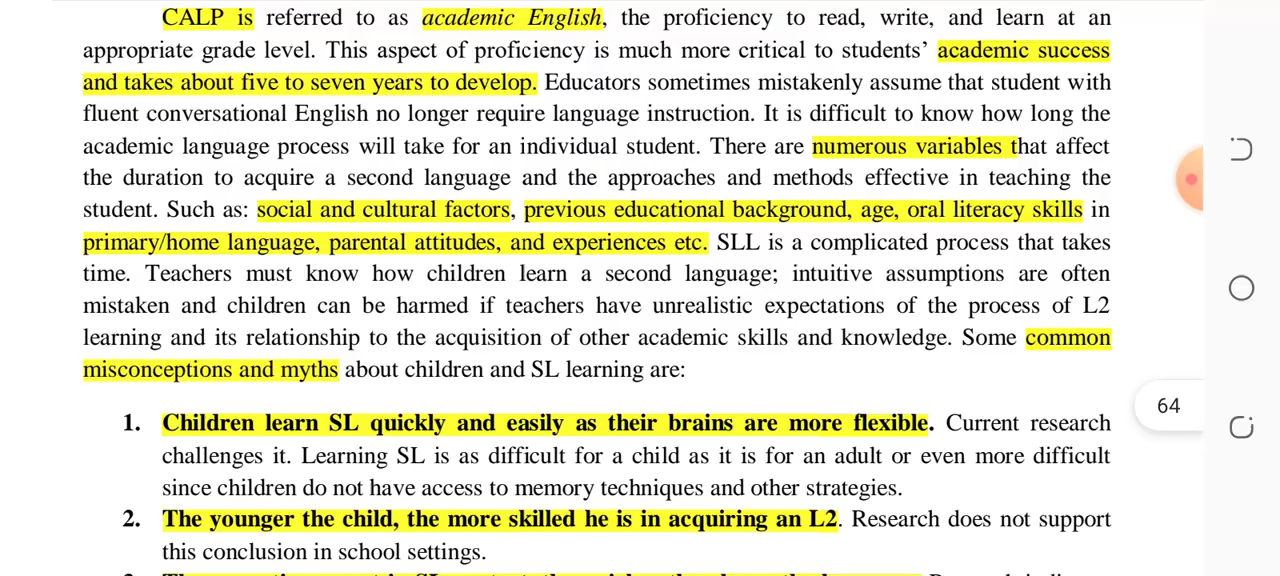 CALP is referred to as academic English, the proficiency to read, write, and learn at an
appropriate grade level. This aspect of proficiency is much more critical to students’ academic success
and takes about five to seven years to develop. Educators sometimes mistakenly assume that student with
fluent conversational English no longer require language instruction. It is difficult to know how long the
academic language process will take for an individual student. There are numerous variables that affect
the duration to acquire a second language and the approaches and methods effective in teaching the
student. Such as: social and cultural factors, previous educational background, age, oral literacy skills in
primary/home language, parental attitudes, and experiences etc. SLL is a complicated process that takes
time. Teachers must know how children learn a second language; intuitive assumptions are often
mistaken and children can be harmed if teachers have unrealistic expectations of the process of L2
learning and its relationship to the acquisition of other academic skills and knowledge. Some common
misconceptions and myths about children and SL learning are:
64
1. Children learn SL quickly and easily as their brains are more flexible. Current research
challenges it. Learning SL is as difficult for a child as it is for an adult or even more difficult
since children do not have access to memory techniques and other strategies.
2. The younger the child, the more skilled he is in acquiring an L2. Research does not support
this conclusion in school settings.